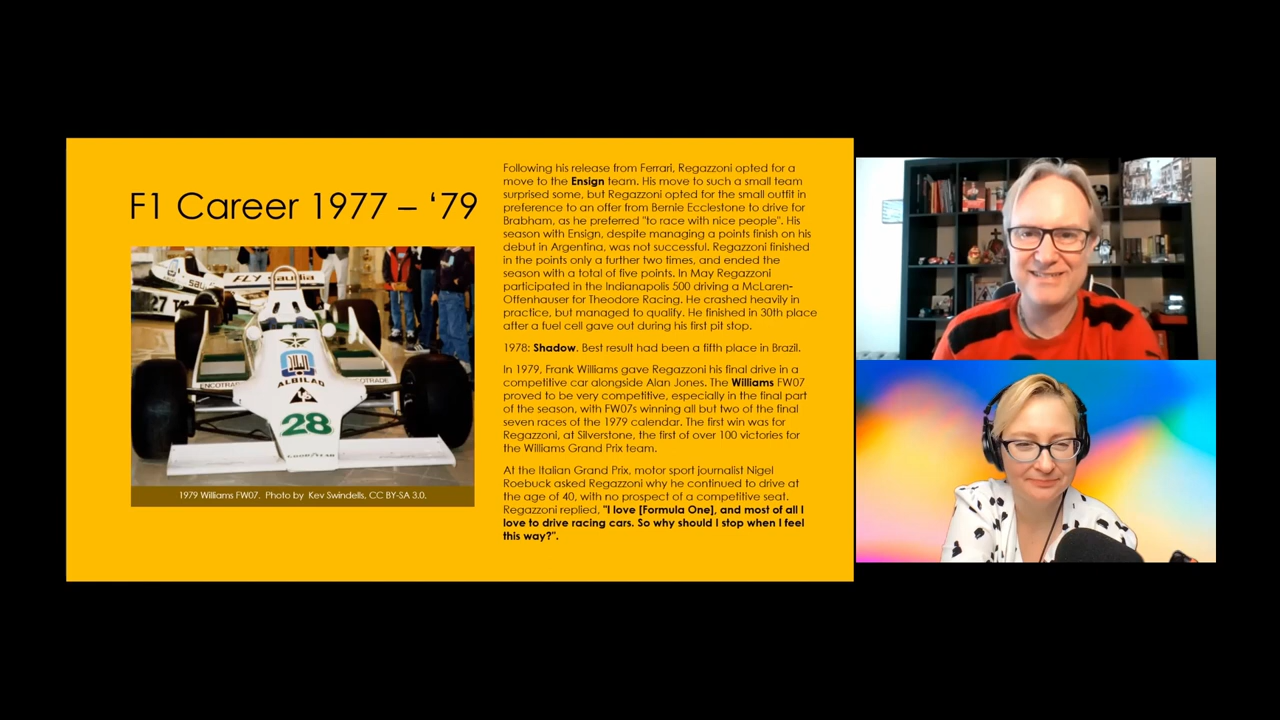 F1 Career 1977 – ‘79
FLY saudia
27
ENCOTRADE
ENCOTRADE
ALBILAD
28
GOODYEAR
1979 Williams FW07. Photo by Kev Swindells, CC BY-SA 3.0.
Following his release from Ferrari, Regazzoni opted for a
move to the Ensign team. His move to such a small team
surprised some, but Regazzoni opted for the small outfit in
preference to an offer from Bernie Ecclestone to drive for
Brabham, as he preferred "to race with nice people". His
season with Ensign, despite managing a points finish on his
debut in Argentina, was not successful. Regazzoni finished
in the points only a further two times, and ended the
season with a total of five points. In May Regazzoni
participated in the Indianapolis 500 driving a McLaren-
Offenhauser for Theodore Racing. He crashed heavily in
practice, but managed to qualify. He finished in 30th place
after a fuel cell gave out during his first pit stop.
1978: Shadow. Best result had been a fifth place in Brazil.
In 1979, Frank Williams gave Regazzoni his final drive in a
competitive car alongside Alan Jones. The Williams FW07
proved to be very competitive, especially in the final part
of the season, with FW07s winning all but two of the final
seven races of the 1979 calendar. The first win was for
Regazzoni, at Silverstone, the first of over 100 victories for
the Williams Grand Prix team.
At the Italian Grand Prix, motor sport journalist Nigel
Roebuck asked Regazzoni why he continued to drive at
the age of 40, with no prospect of a competitive seat.
Regazzoni replied, "I love [Formula One], and most of all I
love to drive racing cars. So why should I stop when I feel
this way?".